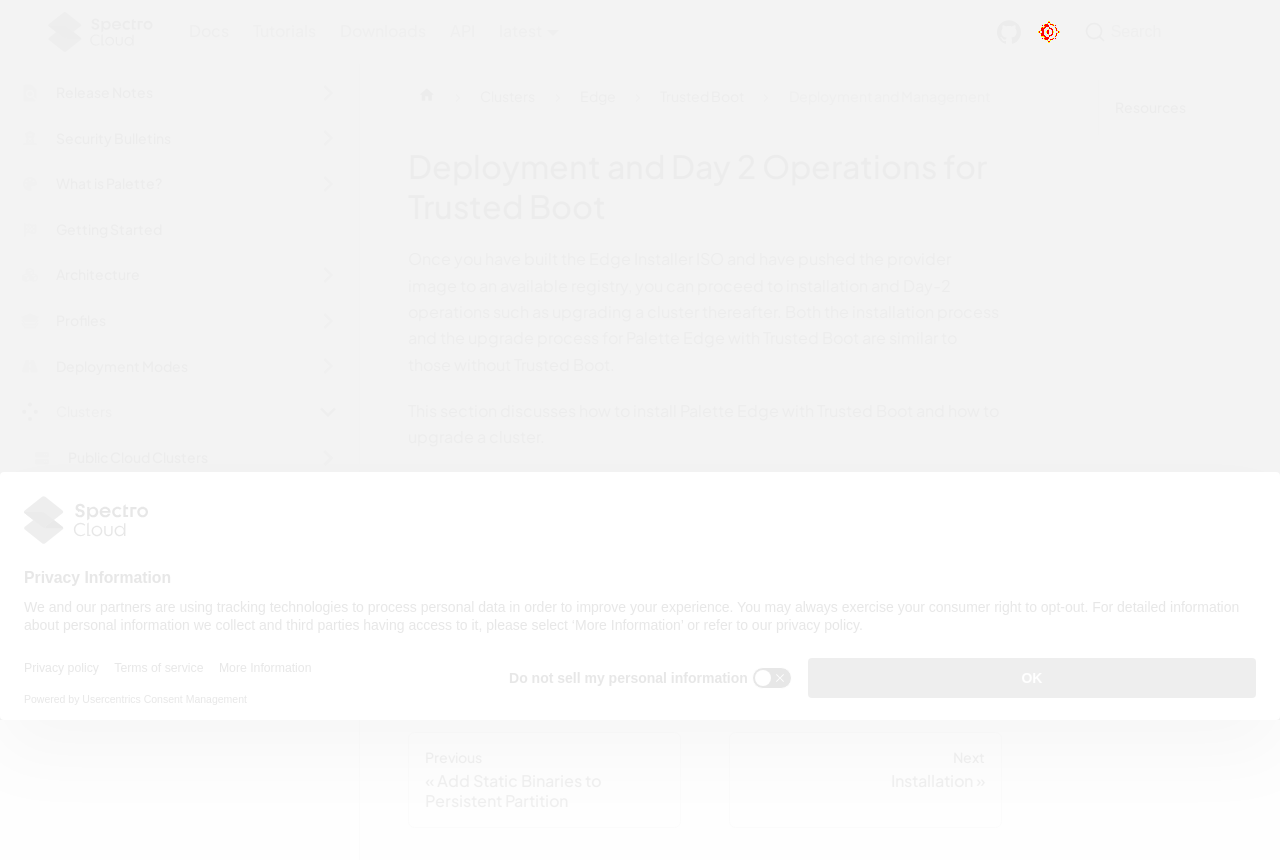 Spectro
Cloud
Docs Tutorials Downloads API latest
Search
Release Notes
Security Bulletins
What is Palette?
Getting Started
Architecture
Profiles
Deployment Modes
Clusters
Public Cloud Clusters
Clusters Edge Trusted Boot Deployment and Management
Resources
Deployment and Day 2 Operations for
Trusted Boot
Once you have built the Edge Installer ISO and have pushed the provider
image to an available registry, you can proceed to installation and Day-2
operations such as upgrading a cluster thereafter. Both the installation process
and the upgrade process for Palette Edge with Trusted Boot are similar to
those without Trusted Boot.
This section discusses how to install Palette Edge with Trusted Boot and how to
upgrade a cluster.
Spectro
Cloud
Privacy Information
We and our partners are using tracking technologies to process personal data in order to improve your experience. You may always exercise your consumer right to opt-out. For detailed information
about personal information we collect and third parties having access to it, please select ‘More Information’ or refer to our privacy policy.
Privacy policy Terms of service More Information
Powered by Usercentrics Consent Management
Do not sell my personal information
OK
Previous
« Add Static Binaries to
Persistent Partition
Next
Installation »